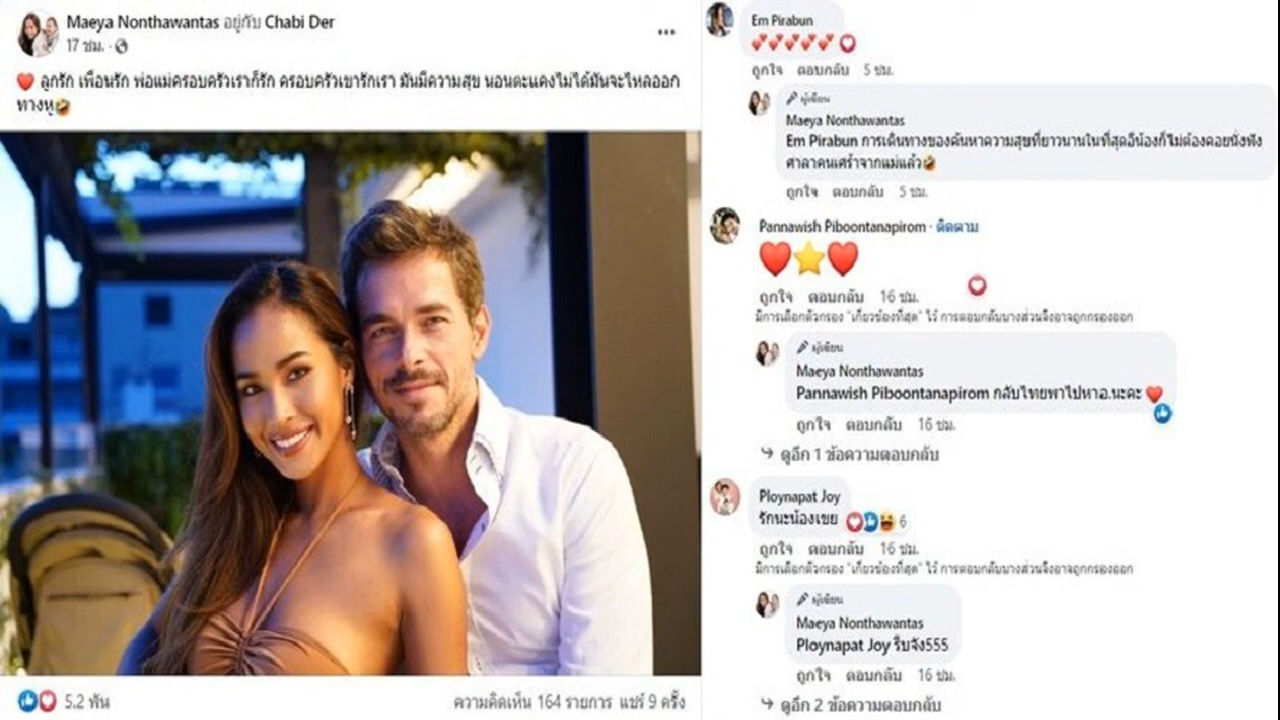 Maeya Nonthawantas อยู่กับ Chabi Der
17 ชม.
❤️ ลูกรัก เพื่อนรัก พ่อแม่ครอบครัวเราก็รัก ครอบครัวเขารักเรา มันมีความสุข นอนตะแคงไม่ได้มันจะไหลออก
ทางหู🤣
5.2 พัน
ความคิดเห็น 164 รายการ แชร์ 9 ครั้ง
Em Pirabun
💕💕💕💕💕
ถูกใจ ตอบกลับ 5 ชม.
ผู้เขียน
Maeya Nonthawantas
Em Pirabun การเดินทางของค้นหาความสุขที่ยาวนานในที่สุดอีน้องก็ไม่ต้องคอยนั่งฟัง
ศาลาคนเศร้าจากแม่แล้ว🤣
ถูกใจ ตอบกลับ 5 ชม.
Pannawish Piboontanapirom · ติดตาม
❤️⭐❤️
ถูกใจ ตอบกลับ 16 ชม.
มีการเลือกตัวกรอง "เกี่ยวข้องที่สุด" ไว้ การตอบกลับบางส่วนจึงอาจถูกกรองออก
ผู้เขียน
Maeya Nonthawantas
Pannawish Piboontanapirom กลับไทยพาไปหาอ.นะคะ ❤️
ถูกใจ ตอบกลับ 16 ชม.
ดูอีก 1 ข้อความตอบกลับ
Ploynapat Joy
รักนะน้องเขย
6
ถูกใจ ตอบกลับ 16 ชม.
มีการเลือกตัวกรอง "เกี่ยวข้องที่สุด" ไว้ การตอบกลับบางส่วนจึงอาจถูกกรองออก
ผู้เขียน
Maeya Nonthawantas
Ploynapat Joy รีบจัง555
ถูกใจ ตอบกลับ 16 ชม.
ดูอีก 2 ข้อความตอบกลับ